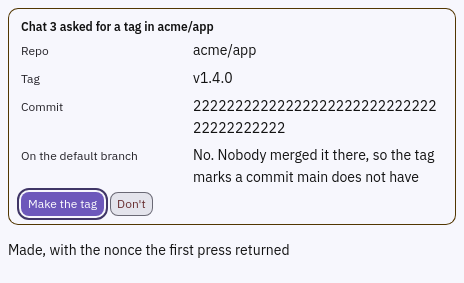 Chat 3 asked for a tag in acme/app
Repo acme/app
Tag v1.4.0
Commit 22222222222222222222222222222
22222222222
On the default branch No. Nobody merged it there, so the tag
marks a commit main does not have
Make the tag Don't
Made, with the nonce the first press returned